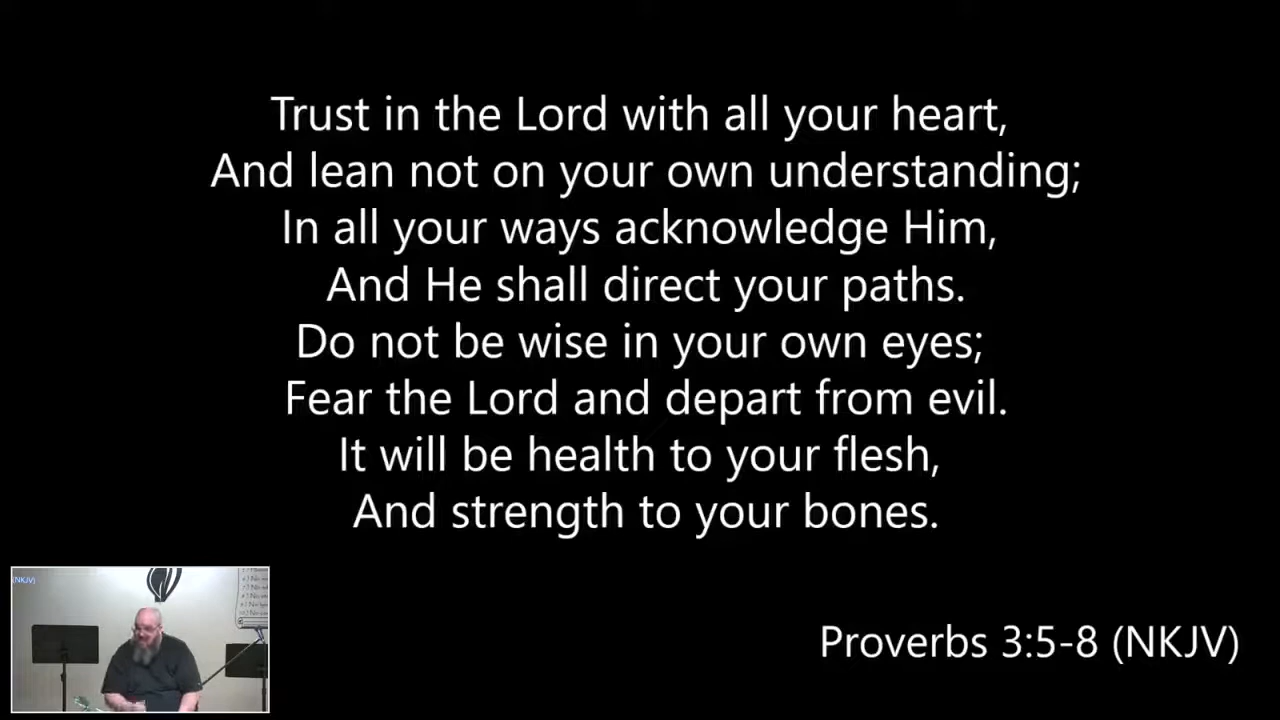 Trust in the Lord with all your heart,
And lean not on your own understanding;
In all your ways acknowledge Him,
And He shall direct your paths.
Do not be wise in your own eyes;
Fear the Lord and depart from evil.
It will be health to your flesh,
And strength to your bones.
Proverbs 3:5-8 (NKJV)
(NKJV)